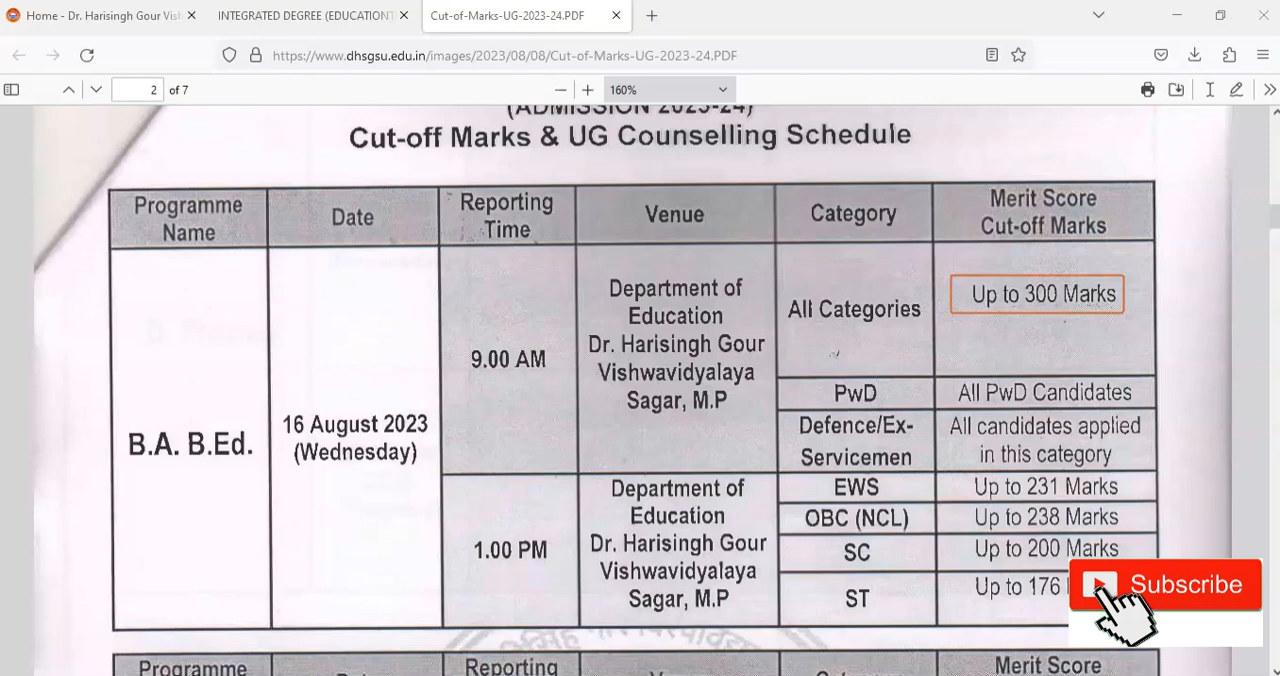 Home - Dr. Harisingh Gour Vish
INTEGRATED DEGREE (EDUCATION
Cut-of-Marks-UG-2023-24.PDF
https://www.dhsgsu.edu.in/images/2023/08/08/Cut-of-Marks-UG-2023-24.PDF
2 of 7
160%
(ADMISSION 2023-24)
Cut-off Marks & UG Counselling Schedule
Programme Name
Date
Reporting Time
Venue
Category
Merit Score Cut-off Marks
B.A. B.Ed.
16 August 2023
(Wednesday)
9.00 AM
Department of
Education
Dr. Harisingh Gour
Vishwavidyalaya
Sagar, M.P
All Categories
Up to 300 Marks
PwD
All PwD Candidates
Defence/Ex-
Servicemen
All candidates applied
in this category
1.00 PM
Department of
Education
Dr. Harisingh Gour
Vishwavidyalaya
Sagar, M.P
EWS
Up to 231 Marks
OBC (NCL)
Up to 238 Marks
SC
Up to 200 Marks
ST
Up to 176
Subscribe
Programme
Reporting
Merit Score